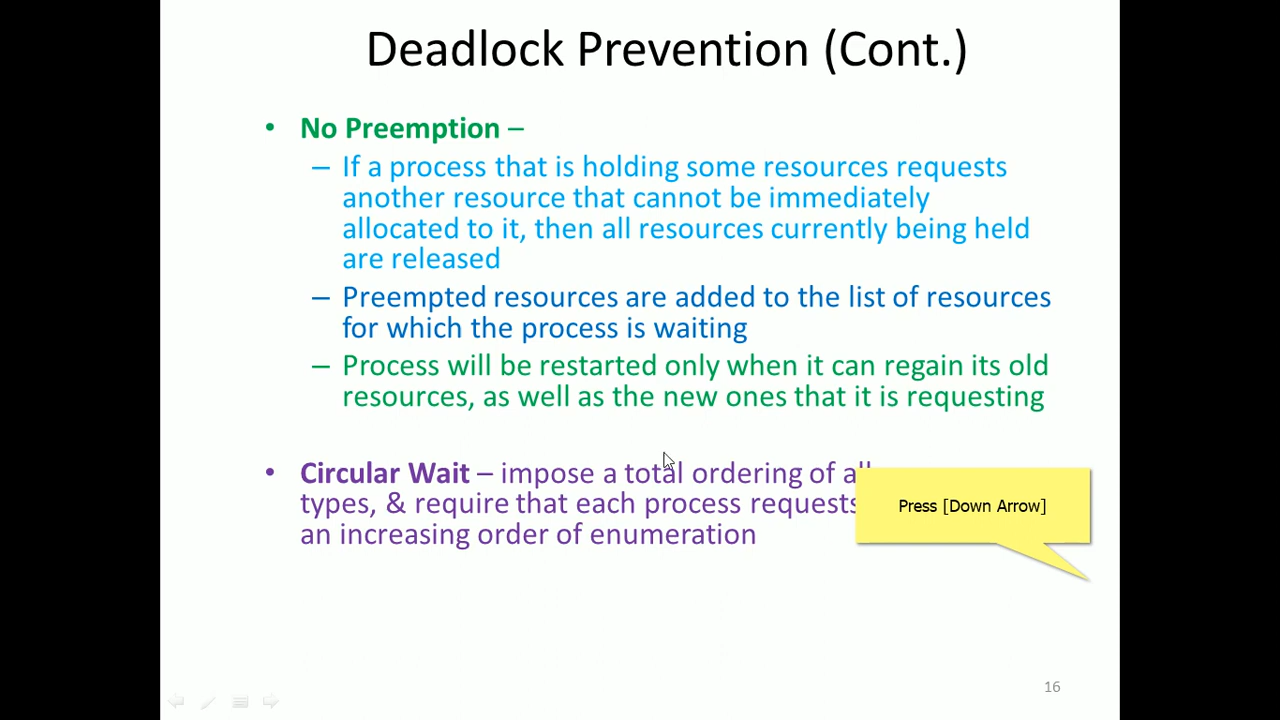 Deadlock Prevention (Cont.)
• No Preemption –
– If a process that is holding some resources requests
another resource that cannot be immediately
allocated to it, then all resources currently being held
are released
– Preempted resources are added to the list of resources
for which the process is waiting
– Process will be restarted only when it can regain its old
resources, as well as the new ones that it is requesting
• Circular Wait – impose a total ordering of all
types, & require that each process requests
an increasing order of enumeration
Press [Down Arrow]
16